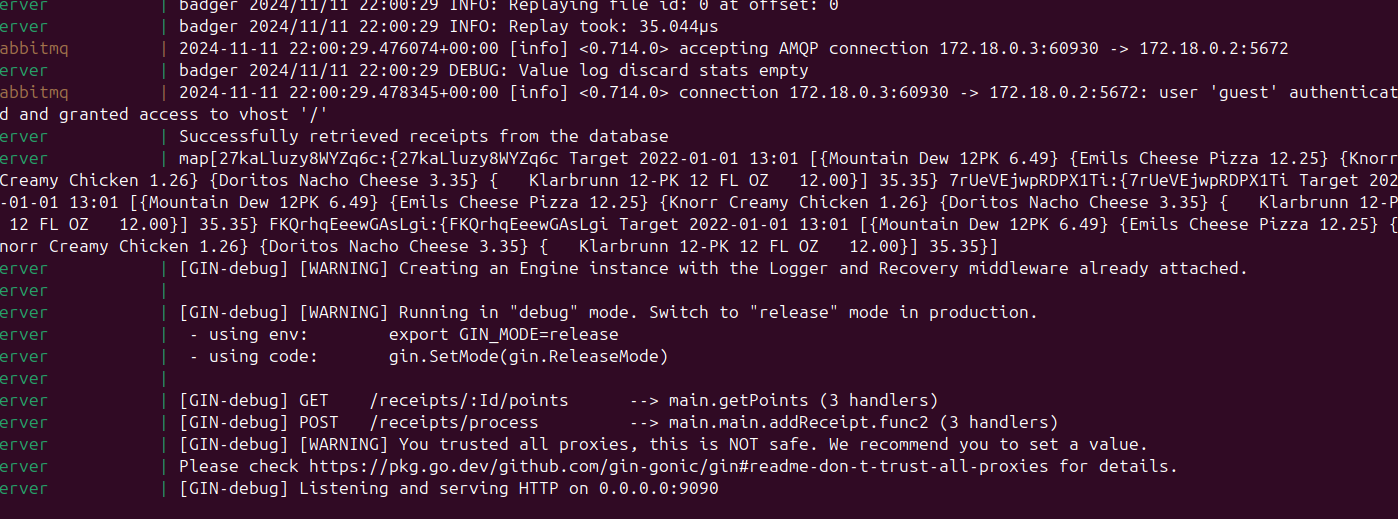 erver | badger 2024/11/11 22:00:29 INFO: Replaying file id: 0 at offset: 0
erver | badger 2024/11/11 22:00:29 INFO: Replay took: 35.044µs
abbitmq | 2024-11-11 22:00:29.476074+00:00 [info] <0.714.0> accepting AMQP connection 172.18.0.3:60930 -> 172.18.0.2:5672
erver | badger 2024/11/11 22:00:29 DEBUG: Value log discard stats empty
abbitmq | 2024-11-11 22:00:29.478345+00:00 [info] <0.714.0> connection 172.18.0.3:60930 -> 172.18.0.2:5672: user 'guest' authenticat
d and granted access to vhost '/'
erver | Successfully retrieved receipts from the database
erver | map[27kaLluzy8WYZq6c:{27kaLluzy8WYZq6c Target 2022-01-01 13:01 [{Mountain Dew 12PK 6.49} {Emils Cheese Pizza 12.25} {Knorr
Creamy Chicken 1.26} {Doritos Nacho Cheese 3.35} {   Klarbrunn 12-PK 12 FL OZ   12.00}] 35.35} 7rUeVEjwpRDPX1Ti:{7rUeVEjwpRDPX1Ti Target 202
-01-01 13:01 [{Mountain Dew 12PK 6.49} {Emils Cheese Pizza 12.25} {Knorr Creamy Chicken 1.26} {Doritos Nacho Cheese 3.35} {   Klarbrunn 12-P
12 FL OZ   12.00}] 35.35} FKQrhqEeewGAsLgi:{FKQrhqEeewGAsLgi Target 2022-01-01 13:01 [{Mountain Dew 12PK 6.49} {Emils Cheese Pizza 12.25} {
norr Creamy Chicken 1.26} {Doritos Nacho Cheese 3.35} {   Klarbrunn 12-PK 12 FL OZ   12.00}] 35.35}]
erver | [GIN-debug] [WARNING] Creating an Engine instance with the Logger and Recovery middleware already attached.
erver |
erver | [GIN-debug] [WARNING] Running in "debug" mode. Switch to "release" mode in production.
erver |  - using env:       export GIN_MODE=release
erver |  - using code:      gin.SetMode(gin.ReleaseMode)
erver |
erver | [GIN-debug] GET    /receipts/:Id/points      --> main.getPoints (3 handlers)
erver | [GIN-debug] POST   /receipts/process         --> main.main.addReceipt.func2 (3 handlers)
erver | [GIN-debug] [WARNING] You trusted all proxies, this is NOT safe. We recommend you to set a value.
erver | Please check https://pkg.go.dev/github.com/gin-gonic/gin#readme-don-t-trust-all-proxies for details.
erver | [GIN-debug] Listening and serving HTTP on 0.0.0.0:9090